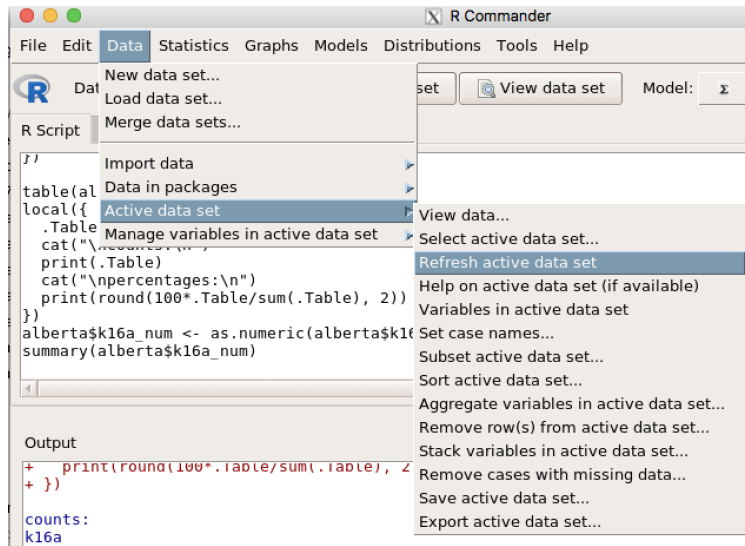 R Commander
File Edit Data Statistics Graphs Models Distributions Tools Help
New data set...
Load data set...
Merge data sets...
Import data
Data in packages
Active data set
Manage variables in active data set
R Dat set View data set Model: Σ
R Script
})
table(al
local({
.Table
cat("\
print(.Table)
cat("\npercentages:\n")
print(round(100*.Table/sum(.Table), 2))
})
alberta$k16a_num <- as.numeric(alberta$k16
summary(alberta$k16a_num)
View data...
Select active data set...
Refresh active data set
Help on active data set (if available)
Variables in active data set
Set case names...
Subset active data set...
Sort active data set...
Aggregate variables in active data set...
Remove row(s) from active data set...
Stack variables in active data set...
Remove cases with missing data...
Save active data set...
Export active data set...
Output
+ print(round(100*.Table/sum(.Table), 2
+ })
counts:
k16a